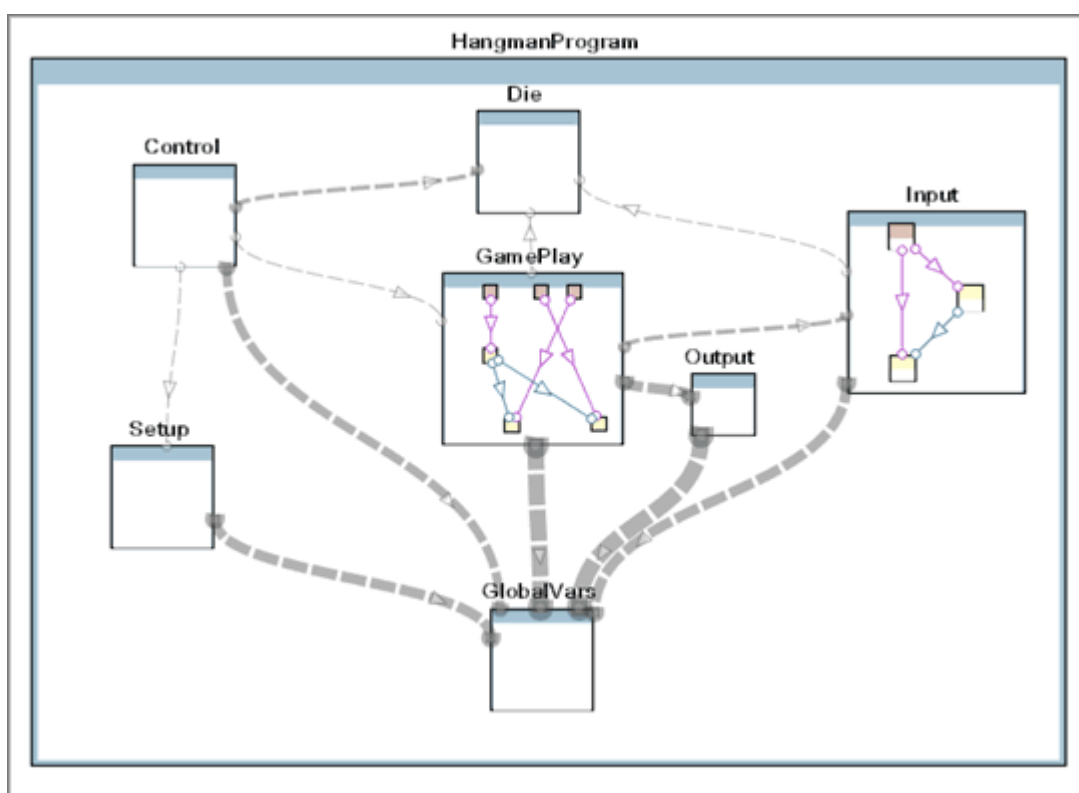 HangmanProgram
Die
Control
Input
GamePlay
Output
Setup
GlobalVars